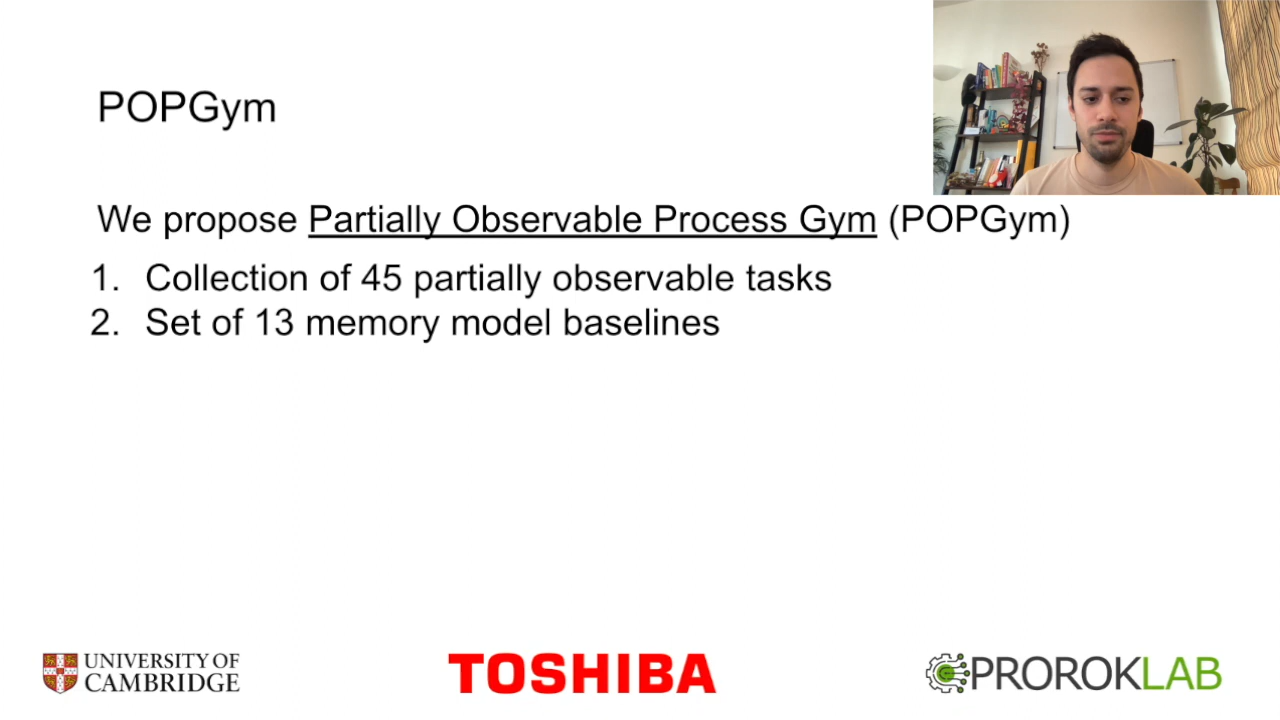 POPGym
We propose Partially Observable Process Gym (POPGym)
1. Collection of 45 partially observable tasks
2. Set of 13 memory model baselines
UNIVERSITY OF
CAMBRIDGE
TOSHIBA
PROROKLAB